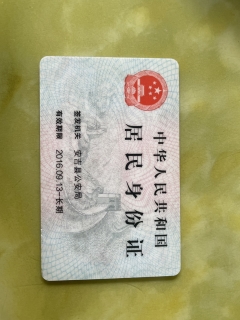 中华人民共和国
居民身份证
签发机关 安吉县公安局
有效期限 2016.09.13-长期